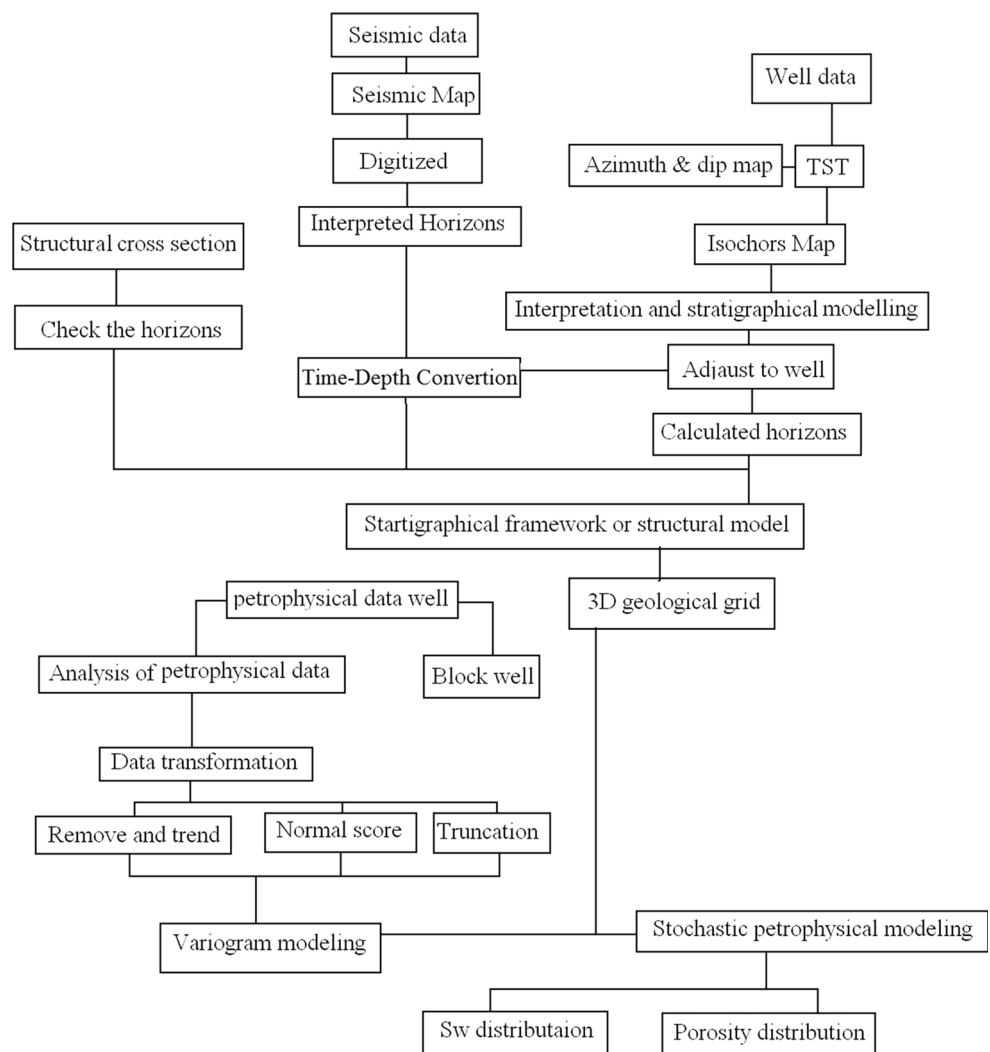 Seismic data
Well data
Seismic Map
Digitized
Azimuth & dip map
TST
Interpreted Horizons
Structural cross section
Isochors Map
Interpretation and stratigraphical modelling
Check the horizons
Time-Depth Convertion
Adjaust to well
Calculated horizons
Startigraphical framework or structural model
petrophysical data well
3D geological grid
Analysis of petrophysical data
Block well
Data transformation
Remove and trend
Normal score
Truncation
Variogram modeling
Stochastic petrophysical modeling
Sw distributaion
Porosity distribution